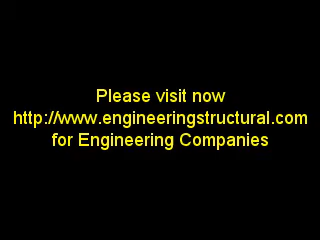 Please visit now
http://www.engineeringstructural.com
for Engineering Companies